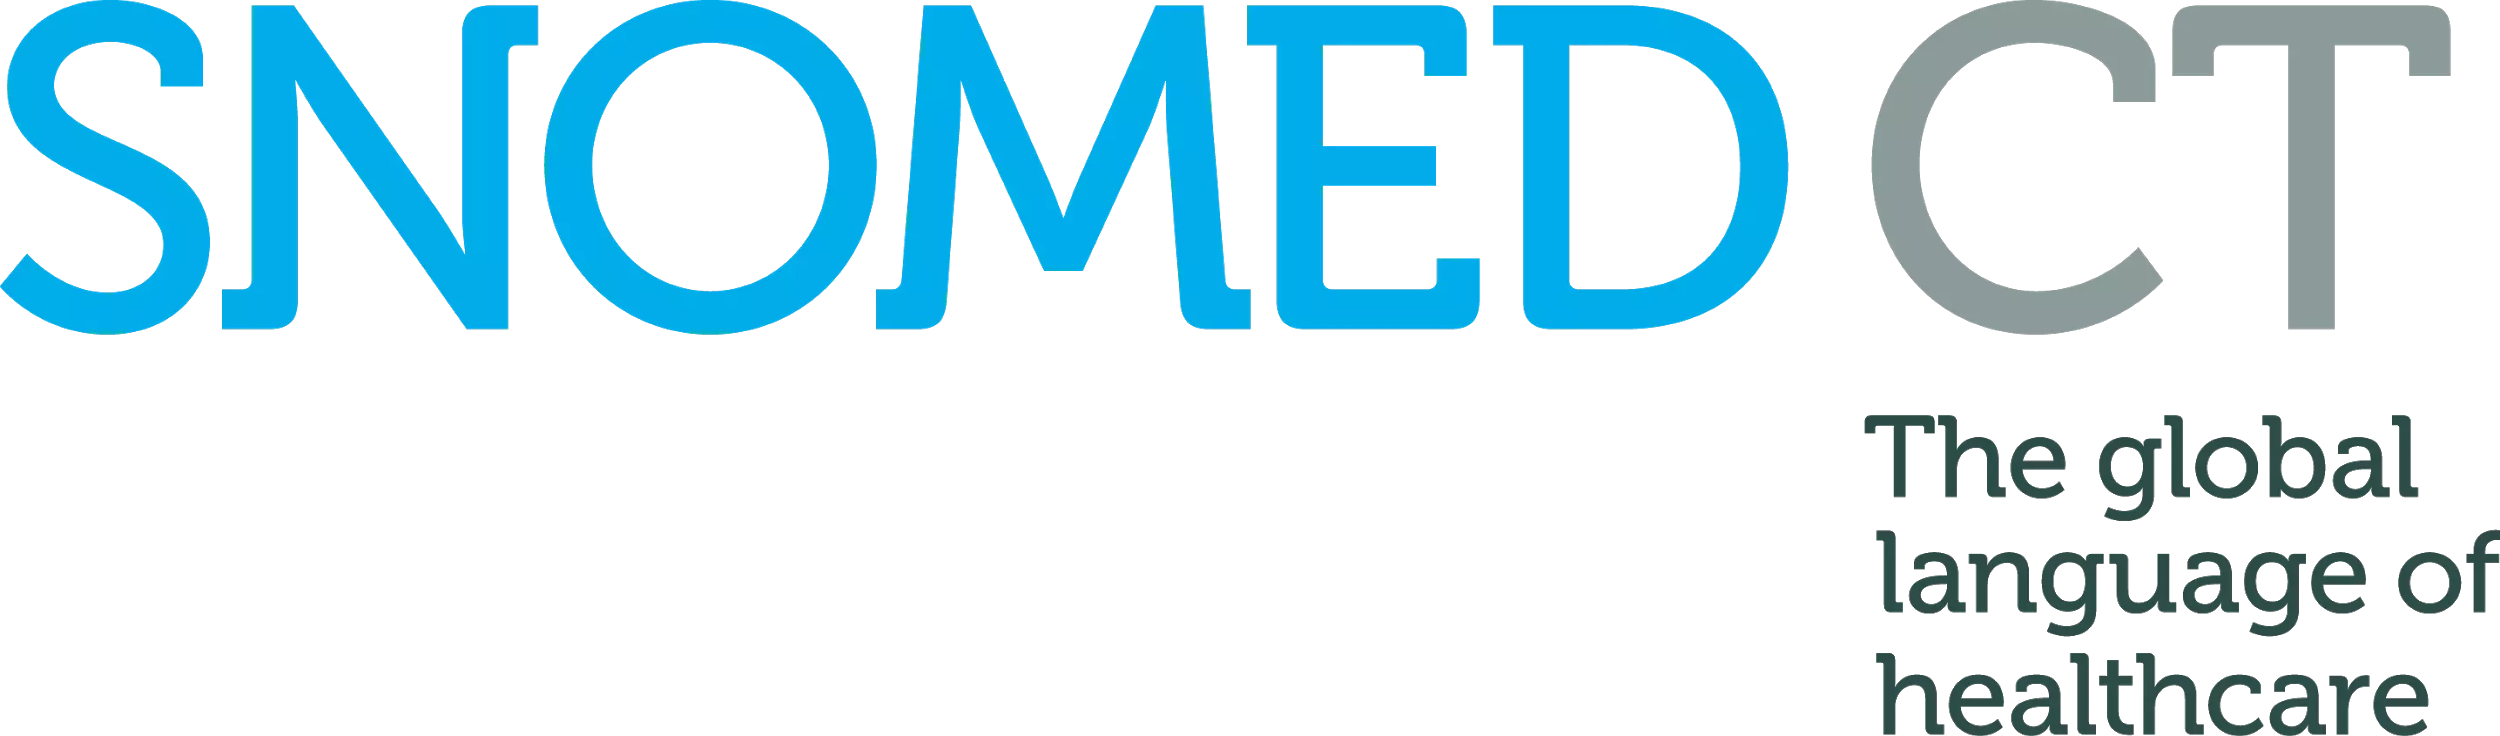 SNOMED CT
The global
language of
healthcare